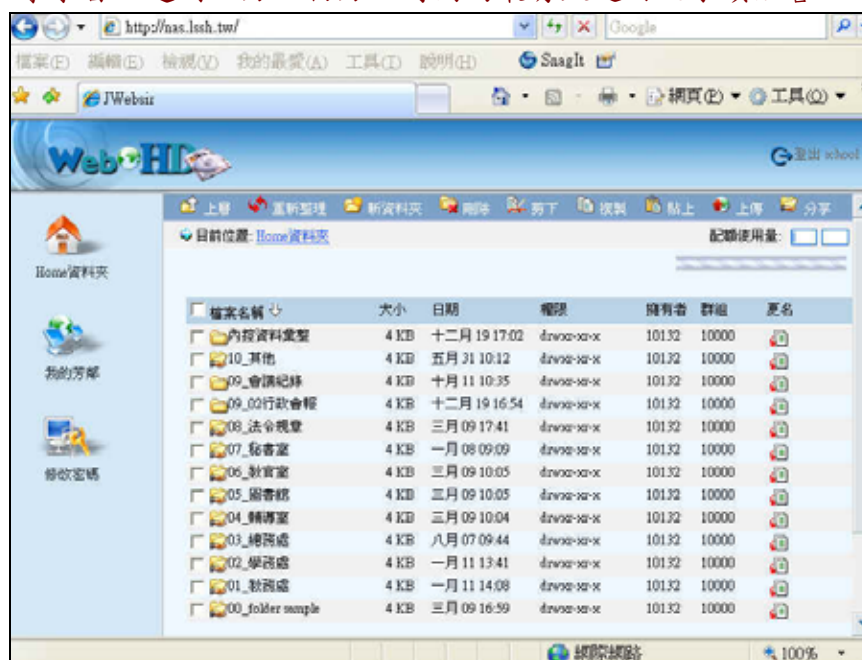 http://nas.lssh.tw/
Google
檔案(F) 編輯(E) 檢視(V) 我的最愛(A) 工具(T) 說明(H) SnagIt
JWebsir
網頁(P) 工具(O)
WebHD
登出 school
上層 重新整理 新資料夾 刪除 剪下 複製 貼上 上傳 分享
目前位置: Home資料夾
配額使用量:
Home資料夾
我的芳鄰
修改密碼
檔案名稱 大小 日期 權限 擁有者 群組 更名
內控資料彙整 4 KB 十二月 19 17:02 drwxr-xr-x 10132 10000
10_其他 4 KB 五月 31 10:12 drwxr-xr-x 10132 10000
09_會議紀錄 4 KB 十月 11 10:35 drwxr-xr-x 10132 10000
09_02行政會報 4 KB 十二月 19 16:54 drwxr-xr-x 10132 10000
08_法令規章 4 KB 三月 09 17:41 drwxr-xr-x 10132 10000
07_秘書室 4 KB 一月 08 09:09 drwxr-xr-x 10132 10000
06_教官室 4 KB 三月 09 10:05 drwxr-xr-x 10132 10000
05_圖書館 4 KB 三月 09 10:05 drwxr-xr-x 10132 10000
04_輔導室 4 KB 三月 09 10:04 drwxr-xr-x 10132 10000
03_總務處 4 KB 八月 07 09:44 drwxr-xr-x 10132 10000
02_學務處 4 KB 一月 11 13:41 drwxr-xr-x 10132 10000
01_教務處 4 KB 一月 11 14:08 drwxr-xr-x 10132 10000
00_folder sample 4 KB 三月 09 16:59 drwxr-xr-x 10132 10000
網際網路 100%